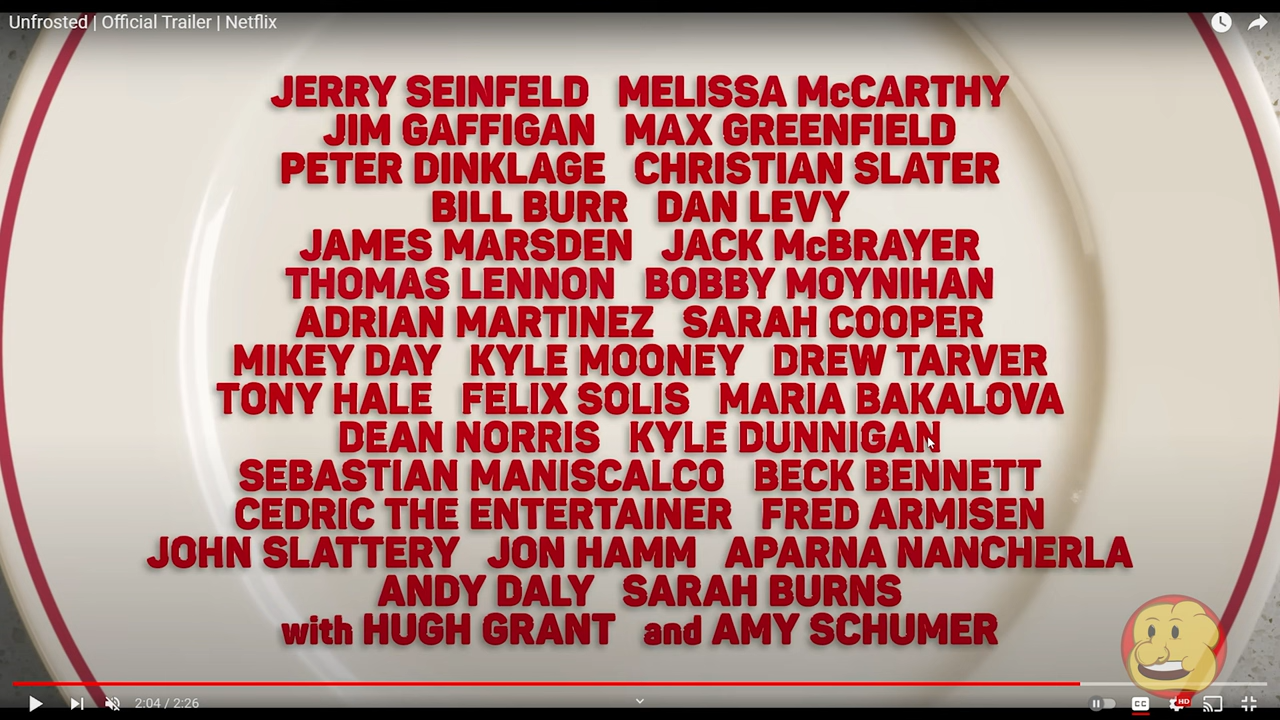 Unfrosted | Official Trailer | Netflix
JERRY SEINFELD MELISSA McCARTHY
JIM GAFFIGAN MAX GREENFIELD
PETER DINKLAGE CHRISTIAN SLATER
BILL BURR DAN LEVY
JAMES MARSDEN JACK McBRAYER
THOMAS LENNON BOBBY MOYNIHAN
ADRIAN MARTINEZ SARAH COOPER
MIKEY DAY KYLE MOONEY DREW TARVER
TONY HALE FELIX SOLIS MARIA BAKALOVA
DEAN NORRIS KYLE DUNNIGAN
SEBASTIAN MANISCALCO BECK BENNETT
CEDRIC THE ENTERTAINER FRED ARMISEN
JOHN SLATTERY JON HAMM APARNA NANCHERLA
ANDY DALY SARAH BURNS
with HUGH GRANT and AMY SCHUMER
2:04 / 2:26 CC HD